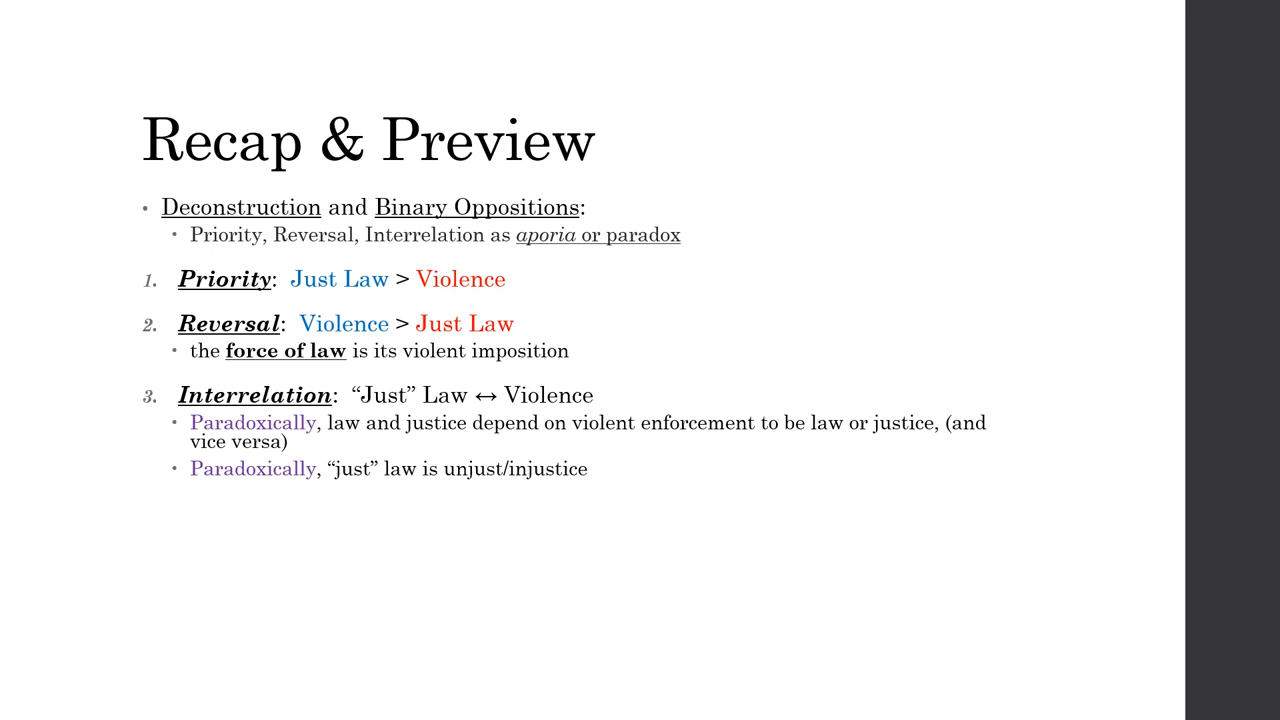 Recap & Preview
• Deconstruction and Binary Oppositions:
• Priority, Reversal, Interrelation as aporia or paradox
1. Priority: Just Law > Violence
2. Reversal: Violence > Just Law
• the force of law is its violent imposition
3. Interrelation: “Just” Law ↔ Violence
• Paradoxically, law and justice depend on violent enforcement to be law or justice, (and
vice versa)
• Paradoxically, “just” law is unjust/injustice